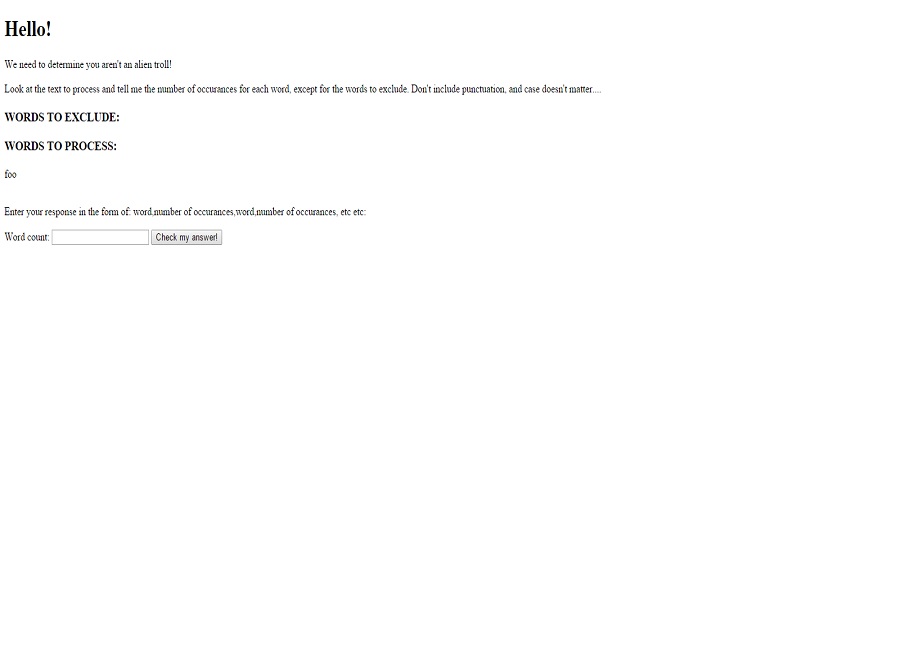 Hello!
We need to determine you aren't an alien troll!
Look at the text to process and tell me the number of occurances for each word, except for the words to exclude. Don't include punctuation, and case doesn't matter....
WORDS TO EXCLUDE:
WORDS TO PROCESS:
foo
Enter your response in the form of: word,number of occurances,word,number of occurances, etc etc:
Word count: Check my answer!